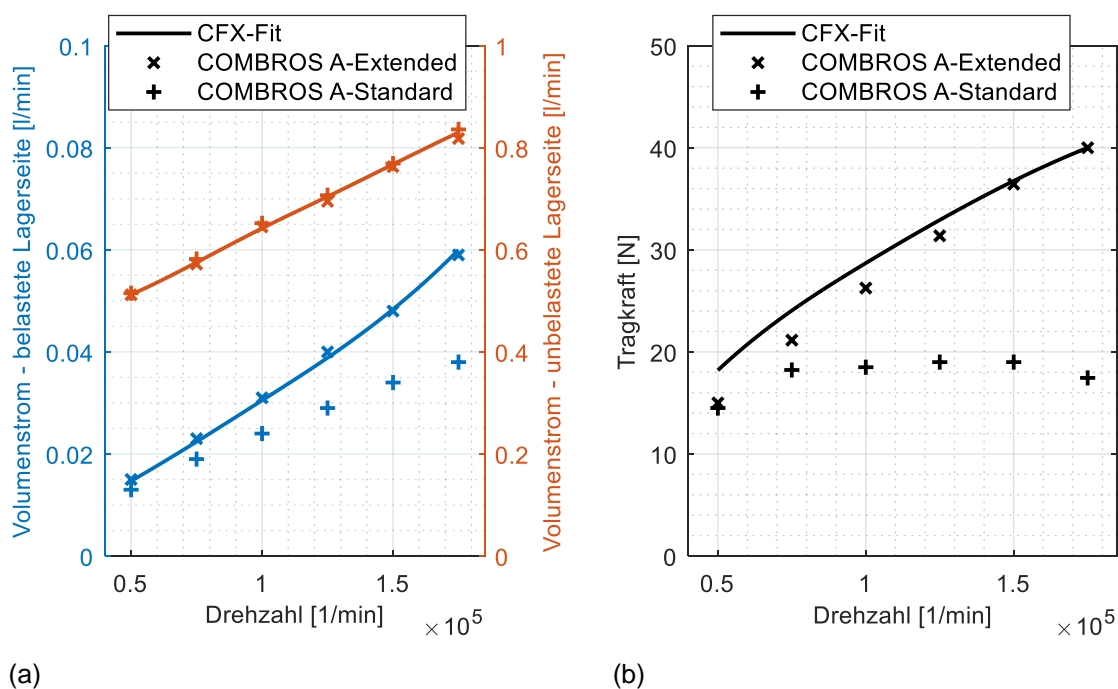 CFX-Fit
COMBROS A-Extended
COMBROS A-Standard
Volumenstrom - belastete Lagerseite [l/min]
0.1
0.08
0.06
0.04
0.02
0
1
0.8
0.6
0.4
0.2
0
Volumenstrom - unbelastete Lagerseite [l/min]
0.5 1 1.5
Drehzahl [1/min]
× 10^5
(a)
CFX-Fit
COMBROS A-Extended
COMBROS A-Standard
Tragkraft [N]
50
40
30
20
10
0
0.5 1 1.5
Drehzahl [1/min]
× 10^5
(b)